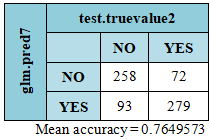 test.truevalue2
glm.pred7
NO YES
NO 258 72
YES 93 279
Mean accuracy = 0.7649573